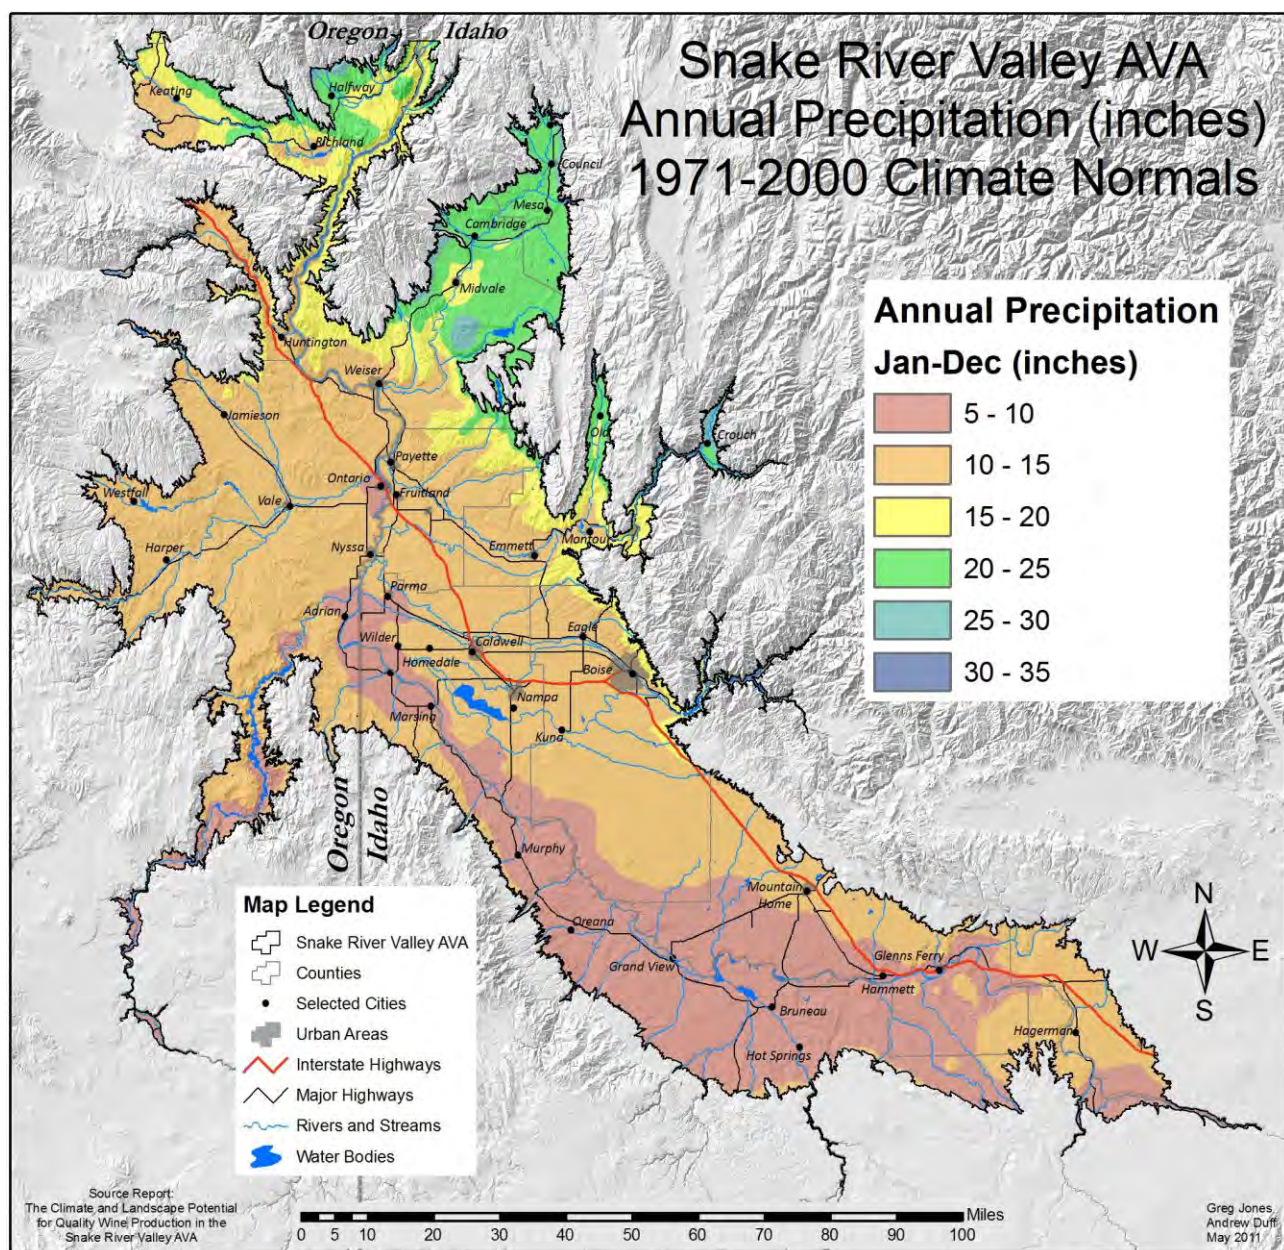 Oregon Idaho
Snake River Valley AVA
Annual Precipitation (inches)
1971-2000 Climate Normals
Keating
Halfway
Richland
Council
Mesa
Cambridge
Midvale
Huntington
Weiser
Jamieson
Ola
Crouch
Payette
Ontario
Fruitland
Westfall
Vale
Harper
Nyssa
Emmett
Montou
Parma
Adrian
Wilder
Homedale
Caldwell
Eagle
Boise
Nampa
Marsing
Kuna
Oregon
Idaho
Murphy
Mountain
Home
Oreana
Grand View
Glenns Ferry
Hammett
Bruneau
Hagerman
Hot Springs
Annual Precipitation
Jan-Dec (inches)
5 - 10
10 - 15
15 - 20
20 - 25
25 - 30
30 - 35
N
W E
S
Map Legend
Snake River Valley AVA
Counties
Selected Cities
Urban Areas
Interstate Highways
Major Highways
Rivers and Streams
Water Bodies
Source Report:
The Climate and Landscape Potential
for Quality Wine Production in the
Snake River Valley AVA
Miles
0 5 10 20 30 40 50 60 70 80 90 100
Greg Jones
Andrew Duff
May 2011